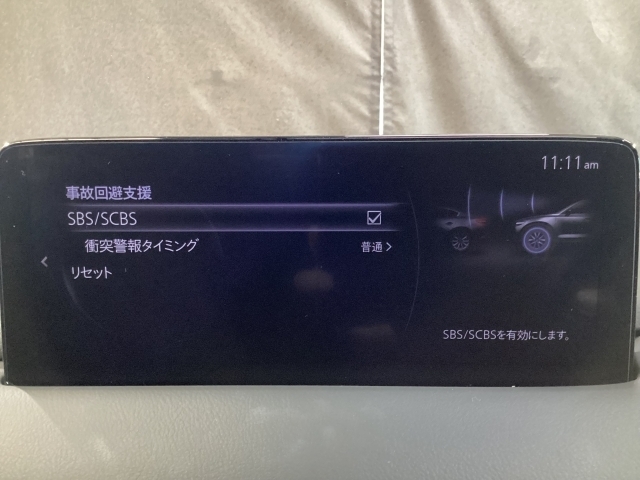 11:11 am
事故回避支援
SBS/SCBS
衝突警報タイミング 普通
リセット
SBS/SCBSを有効にします。